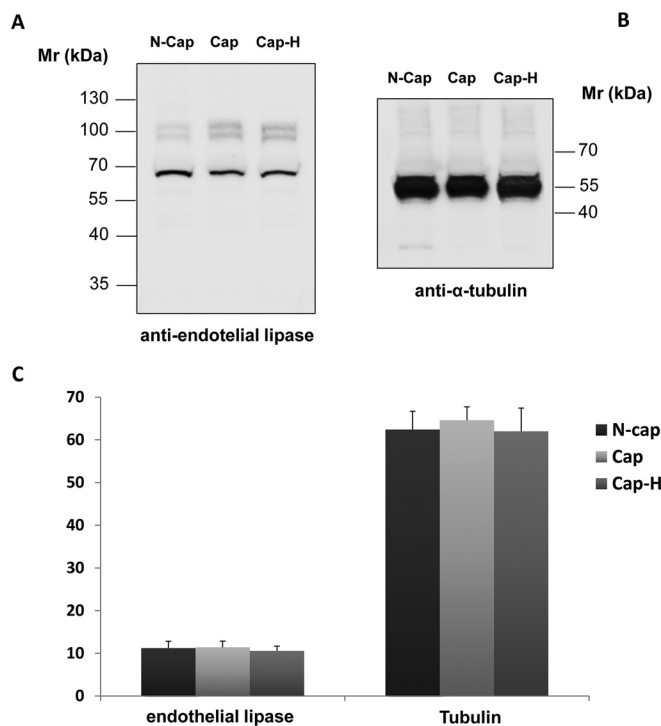 A
N-Cap Cap Cap-H
Mr (kDa)
130
100
70
55
40
35
anti-endotelial lipase
B
N-Cap Cap Cap-H
Mr (kDa)
70
55
40
anti-α-tubulin
C
70
60
50
40
30
20
10
0
endothelial lipase Tubulin
N-cap
Cap
Cap-H